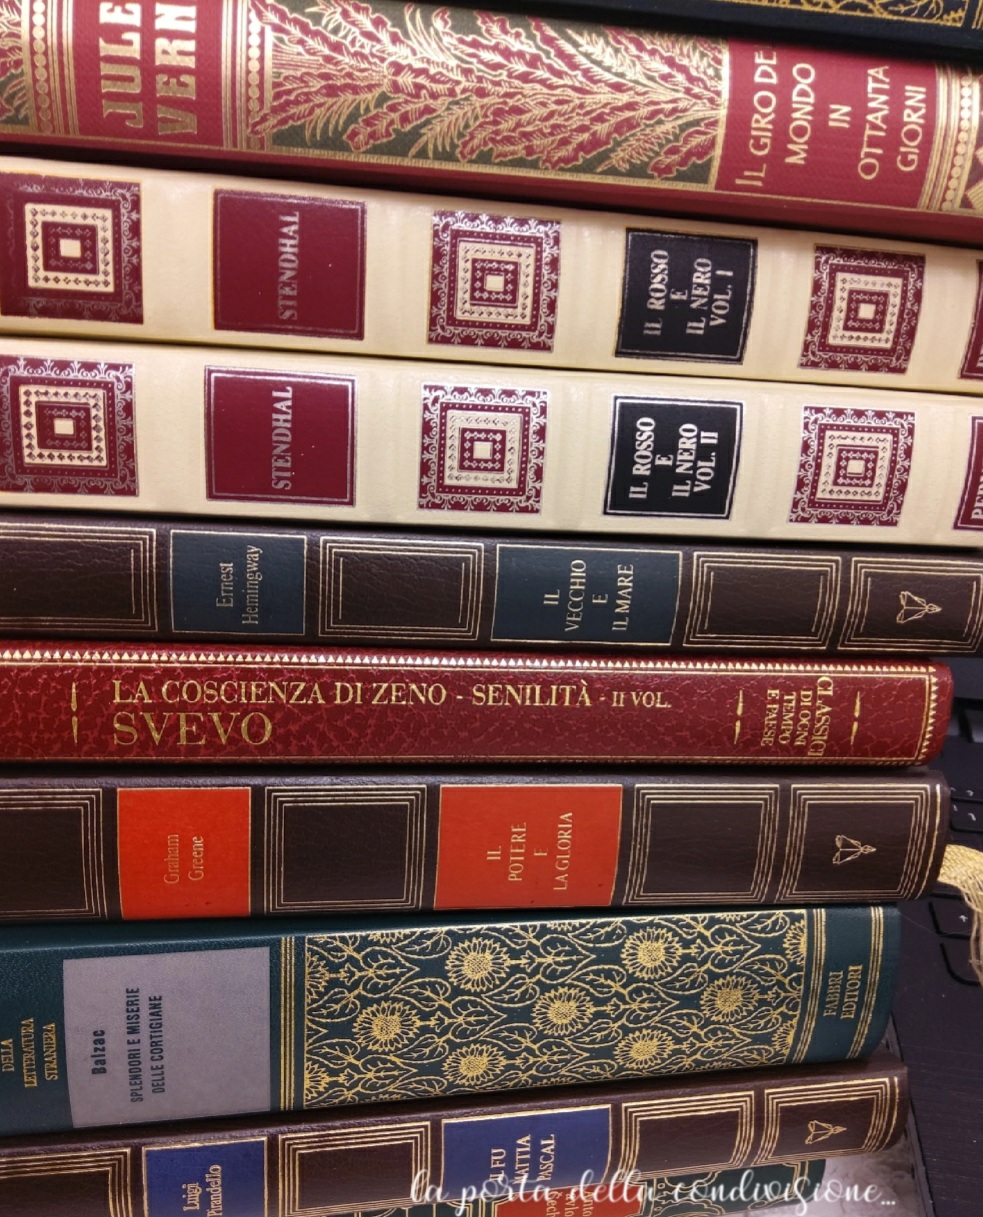 JULE
VERN
IL GIRO DE
MONDO
IN
OTTANTA
GIORNI
STENDHAL
IL ROSSO
E
IL NERO
VOL. I
STENDHAL
IL ROSSO
E
IL NERO
VOL. II
Ernest
Hemingway
IL
VECCHIO
E
IL MARE
LA COSCIENZA DI ZENO - SENILITÀ - II VOL.
SVEVO
CLASSICI
DI OGNI
TEMPO
E PAESE
Graham
Greene
IL
POTERE
E
LA GLORIA
DELLA
LETTERATURA
STRANIERA
Balzac
SPLENDORI E MISERIE
DELLE CORTIGIANE
FABBRI
EDITORI
Luigi
Pirandello
IL FU
MATTIA
PASCAL
la porta della condivisione...